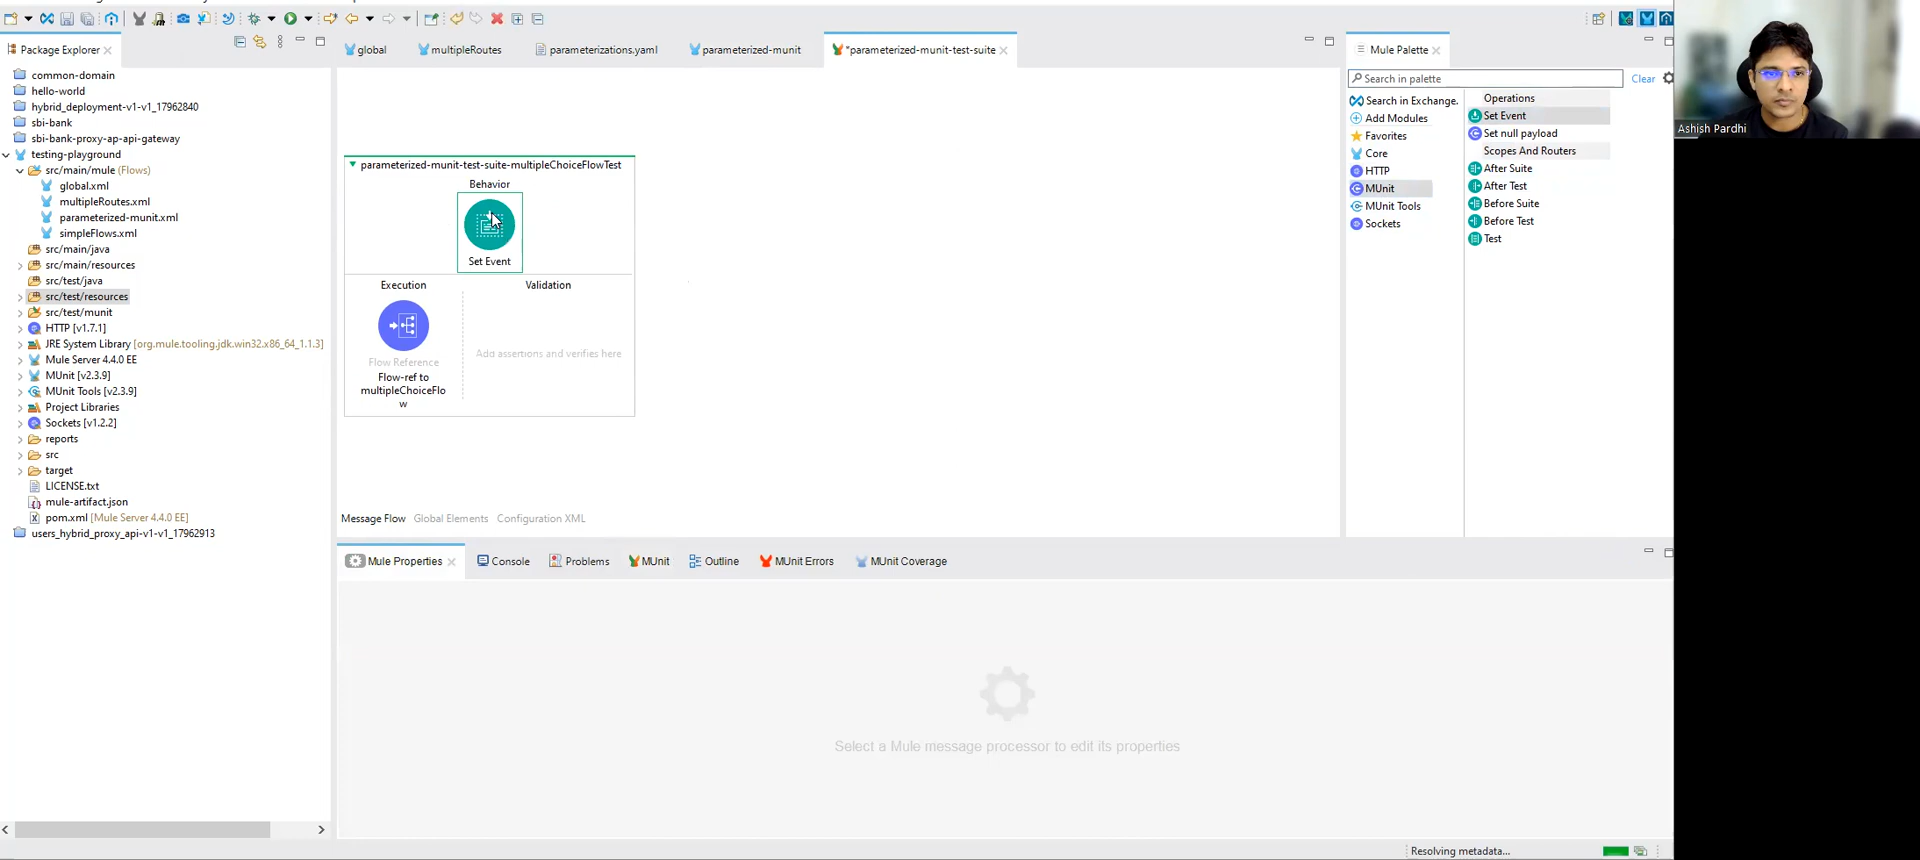 Package Explorer
common-domain
hello-world
hybrid_deployment-v1-v1_17962840
sbi-bank
sbi-bank-proxy-ap-api-gateway
testing-playground
src/main/mule (Flows)
global.xml
multipleRoutes.xml
parameterized-munit.xml
simpleFlows.xml
src/main/java
src/main/resources
src/test/java
src/test/resources
src/test/munit
HTTP [v1.7.1]
JRE System Library [org.mule.tooling.jdk.win32.x86_64_1.1.3]
Mule Server 4.4.0 EE
MUnit [v2.3.9]
MUnit Tools [v2.3.9]
Project Libraries
Sockets [v1.2.2]
reports
src
target
LICENSE.txt
mule-artifact.json
pom.xml [Mule Server 4.4.0 EE]
users_hybrid_proxy_api-v1-v1_17962913
global
multipleRoutes
parameterizations.yaml
parameterized-munit
*parameterized-munit-test-suite
parameterized-munit-test-suite-multipleChoiceFlowTest
Behavior
Set Event
Execution
Validation
Flow Reference
Flow-ref to
multipleChoiceFlo
w
Add assertions and verifies here
Message Flow
Global Elements
Configuration XML
Mule Properties
Console
Problems
MUnit
Outline
MUnit Errors
MUnit Coverage
Select a Mule message processor to edit its properties
Mule Palette
Search in palette
Clear
Search in Exchange.
Add Modules
Favorites
Core
HTTP
MUnit
MUnit Tools
Sockets
Operations
Set Event
Set null payload
Scopes And Routers
After Suite
After Test
Before Suite
Before Test
Test
Resolving metadata...
Ashish Pardhi